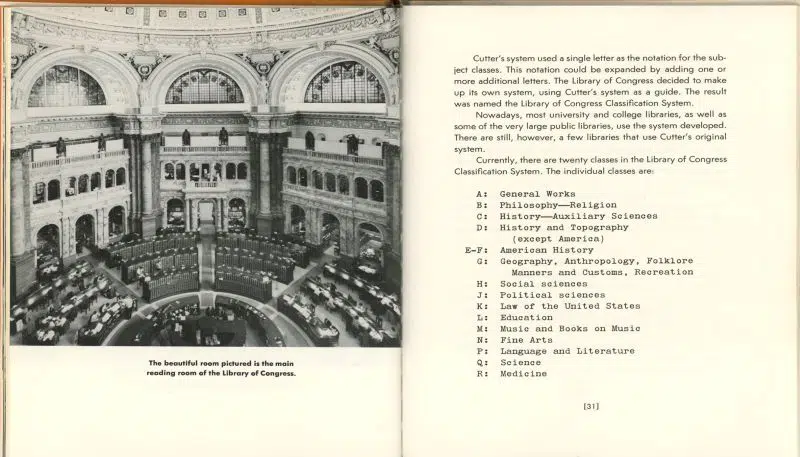 The beautiful room pictured is the main
reading room of the Library of Congress.
Cutter's system used a single letter as the notation for the sub-
ject classes. This notation could be expanded by adding one or
more additional letters. The Library of Congress decided to make
up its own system, using Cutter's system as a guide. The result
was named the Library of Congress Classification System.
Nowadays, most university and college libraries, as well as
some of the very large public libraries, use the system developed.
There are still, however, a few libraries that use Cutter's original
system.
Currently, there are twenty classes in the Library of Congress
Classification System. The individual classes are:
A: General Works
B: Philosophy—Religion
C: History—Auxiliary Sciences
D: History and Topography
(except America)
E-F: American History
G: Geography, Anthropology, Folklore
Manners and Customs, Recreation
H: Social sciences
J: Political sciences
K: Law of the United States
L: Education
M: Music and Books on Music
N: Fine Arts
P: Language and Literature
Q: Science
R: Medicine
[31]